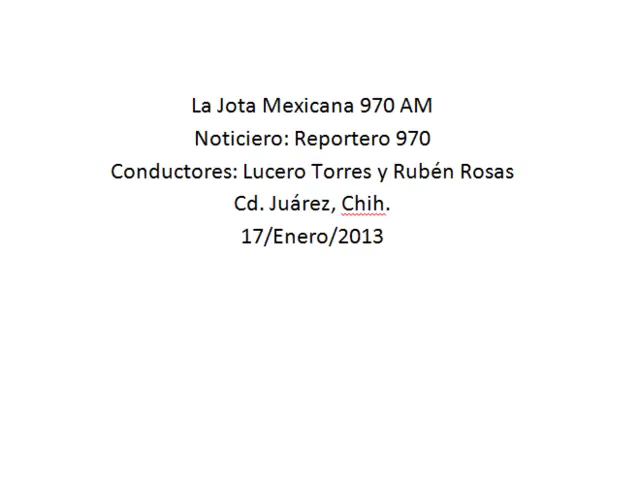 La Jota Mexicana 970 AM
Noticiero: Reportero 970
Conductores: Lucero Torres y Rubén Rosas
Cd. Juárez, Chih.
17/Enero/2013